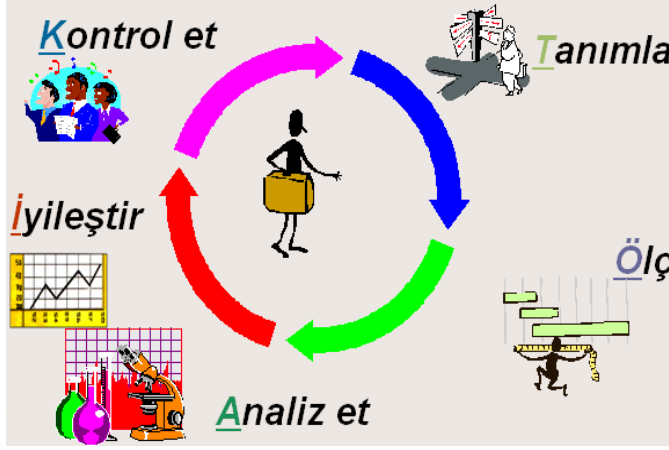 Kontrol et
Tanımla
İyileştir
Ölç
Analiz et